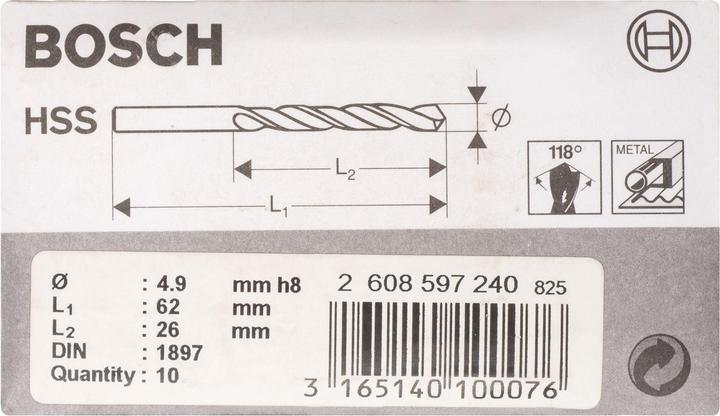 BOSCH
HSS
Ø
L2
L1
118°
METAL
Ø : 4.9 mm h8
L1 : 62 mm
L2 : 26 mm
DIN : 1897
Quantity : 10
2 608 597 240 825
3 165140 100076